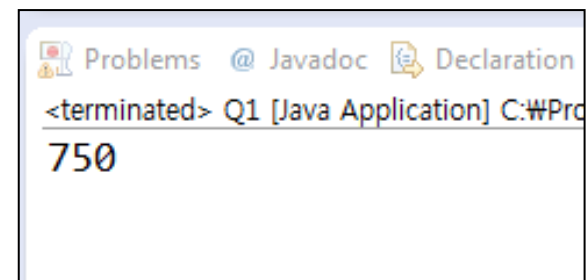 Problems @ Javadoc Declaration
<terminated> Q1 [Java Application] C:₩Pro
750